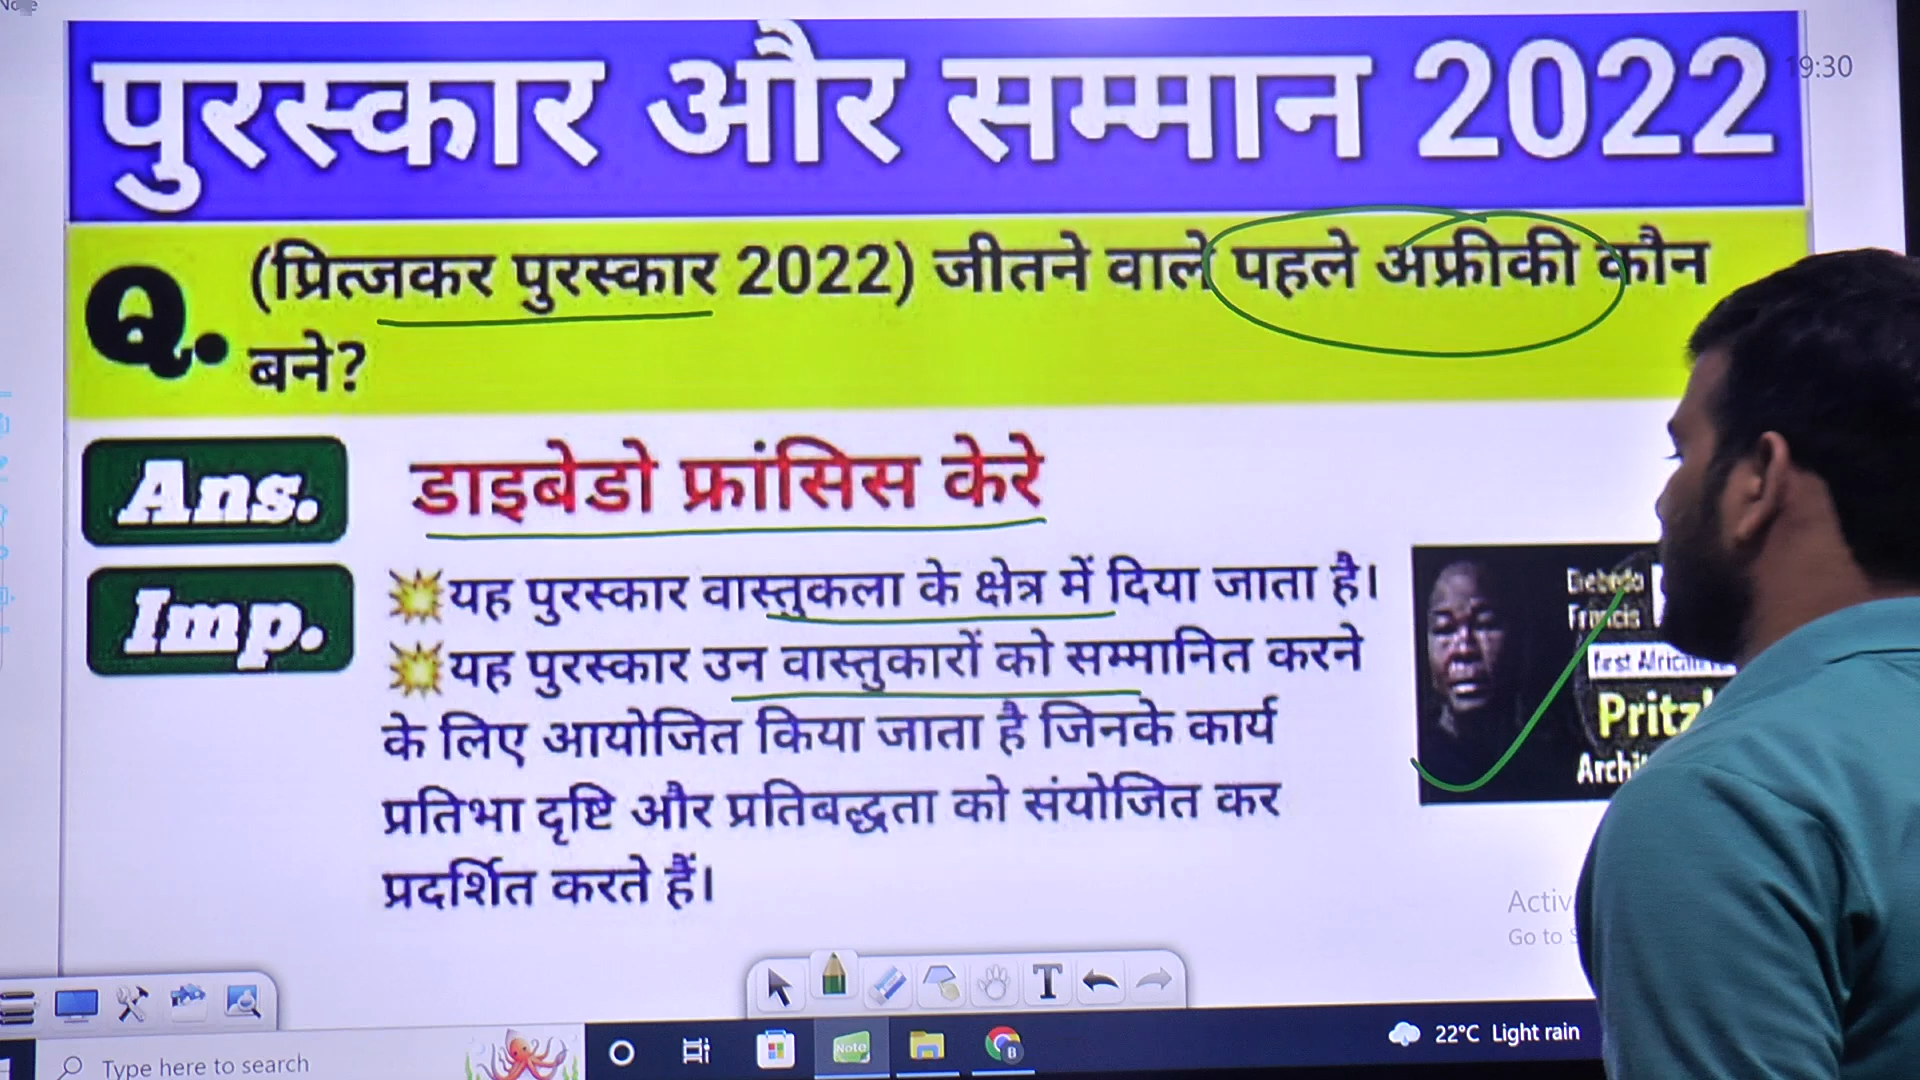 पुरस्कार और सम्मान 2022
19:30
Q. (प्रित्जकर पुरस्कार 2022) जीतने वाले पहले अफ्रीकी कौन
बने?
Ans. डाइबेडो फ्रांसिस केरे
Imp. 💥यह पुरस्कार वास्तुकला के क्षेत्र में दिया जाता है।
💥यह पुरस्कार उन वास्तुकारों को सम्मानित करने
के लिए आयोजित किया जाता है जिनके कार्य
प्रतिभा दृष्टि और प्रतिबद्धता को संयोजित कर
प्रदर्शित करते हैं।
Diebedo
Francis
first African
Pritz
Archi
Activ
Go to S
T
Type here to search
Note
B
22°C Light rain